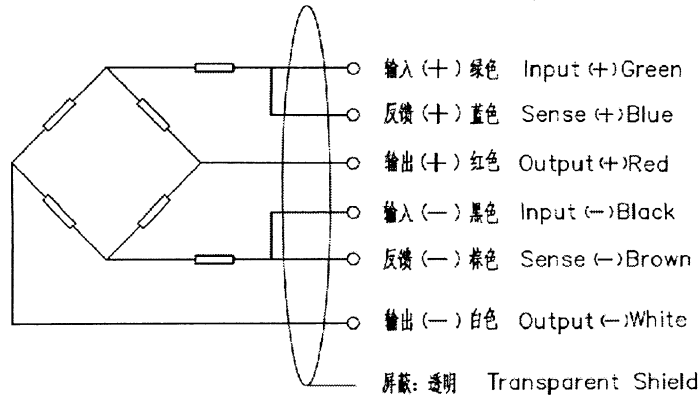 输入(+)绿色 Input(+)Green
反馈(+)蓝色 Sense(+)Blue
输出(+)红色 Output(+)Red
输入(—)黑色 Input(—)Black
反馈(—)棕色 Sense(—)Brown
输出(—)白色 Output(—)White
屏蔽:透明 Transparent Shield